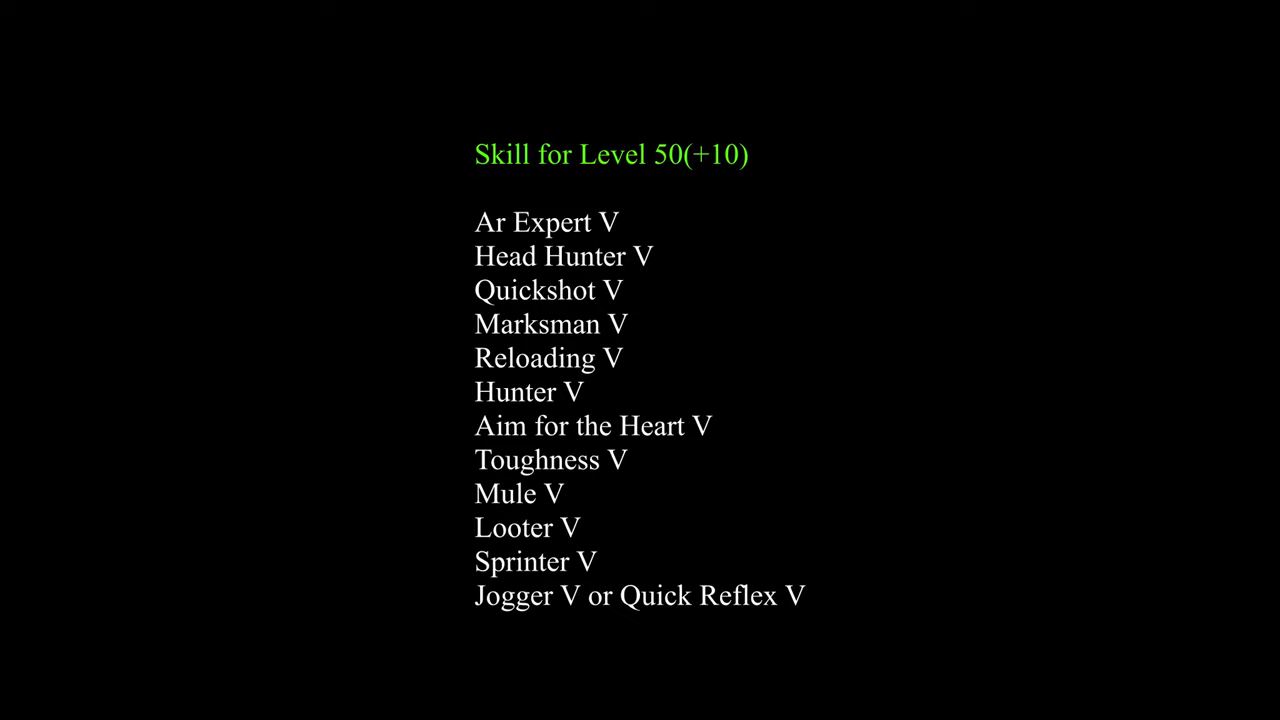 Skill for Level 50(+10)
Ar Expert V
Head Hunter V
Quickshot V
Marksman V
Reloading V
Hunter V
Aim for the Heart V
Toughness V
Mule V
Looter V
Sprinter V
Jogger V or Quick Reflex V